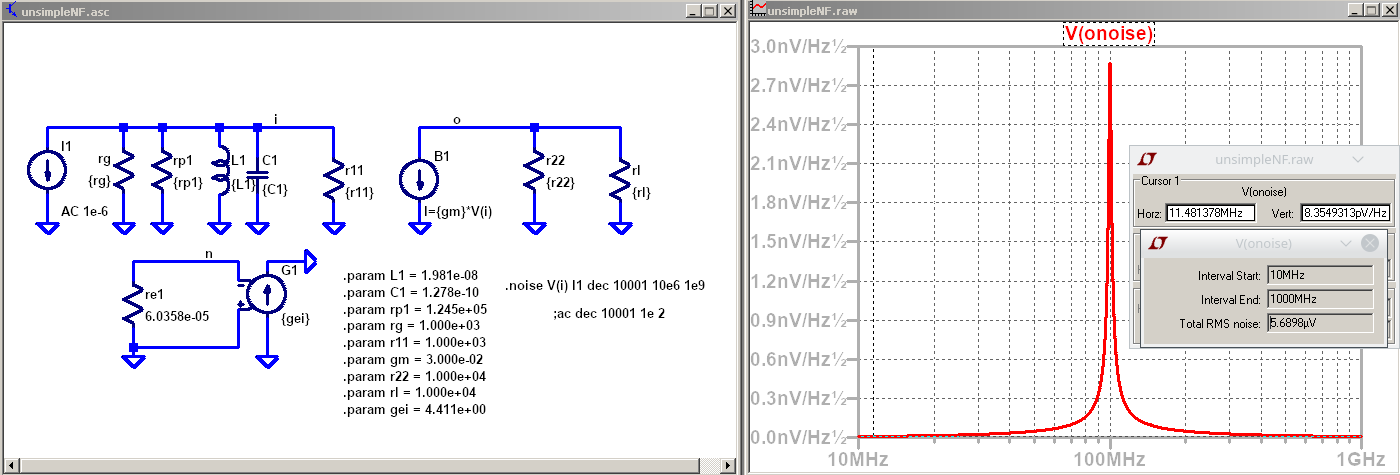 unsimpleNF.asc
i
I1
AC 1e-6
rg
{rg}
rp1
{rp1}
L1
{L1}
C1
{C1}
r11
{r11}
o
B1
I={gm}*V(i)
r22
{r22}
rl
{rl}
n
re1
6.0358e-05
G1
{gei}
.param L1 = 1.981e-08
.param C1 = 1.278e-10
.param rp1 = 1.245e+05
.param rg = 1.000e+03
.param r11 = 1.000e+03
.param gm = 3.000e-02
.param r22 = 1.000e+04
.param rl = 1.000e+04
.param gei = 4.411e+00
.noise V(i) I1 dec 10001 10e6 1e9
;ac dec 10001 1e 2
unsimpleNF.raw
V(onoise)
3.0nV/Hz½
2.7nV/Hz½
2.4nV/Hz½
2.1nV/Hz½
1.8nV/Hz½
1.5nV/Hz½
1.2nV/Hz½
0.9nV/Hz½
0.6nV/Hz½
0.3nV/Hz½
0.0nV/Hz½
10MHz
100MHz
1GHz
unsimpleNF.raw
Cursor 1
V(onoise)
Horz: 11.481378MHz Vert: 8.3549313pV/Hz
V(onoise)
Interval Start: 10MHz
Interval End: 1000MHz
Total RMS noise: 5.6898µV